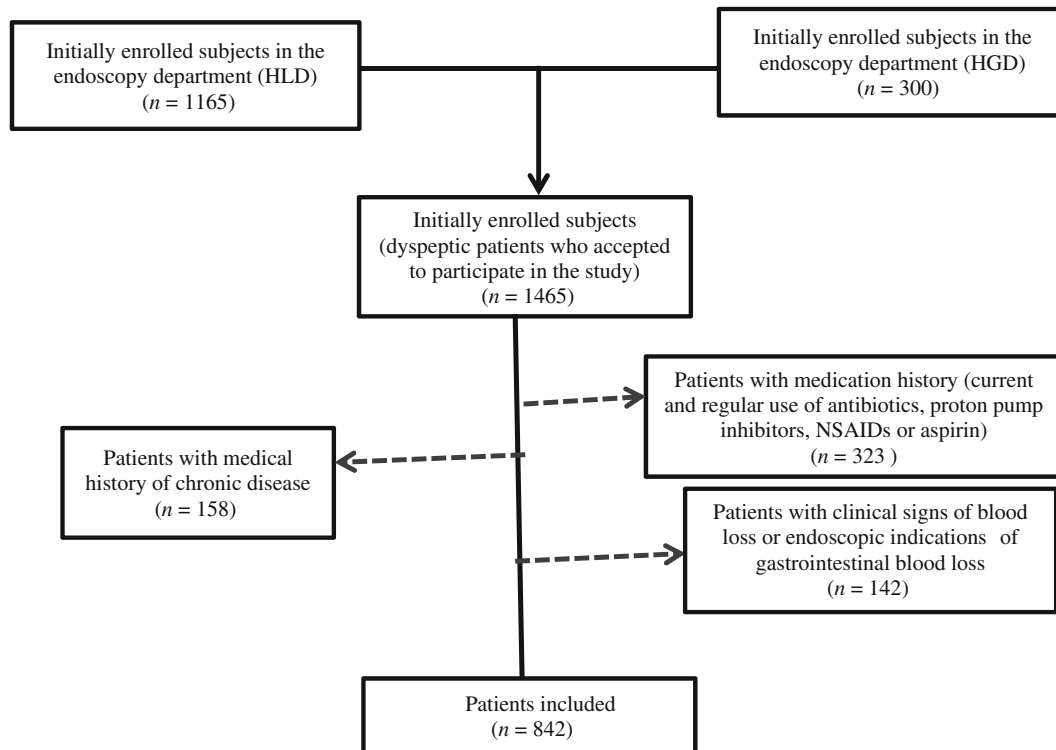 Initially enrolled subjects in the
endoscopy department (HLD)
(n = 1165)
Initially enrolled subjects in the
endoscopy department (HGD)
(n = 300)
Initially enrolled subjects
(dyspeptic patients who accepted
to participate in the study)
(n = 1465)
Patients with medication history (current
and regular use of antibiotics, proton pump
inhibitors, NSAIDs or aspirin)
(n = 323 )
Patients with medical
history of chronic disease
(n = 158)
Patients with clinical signs of blood
loss or endoscopic indications of
gastrointestinal blood loss
(n = 142)
Patients included
(n = 842)